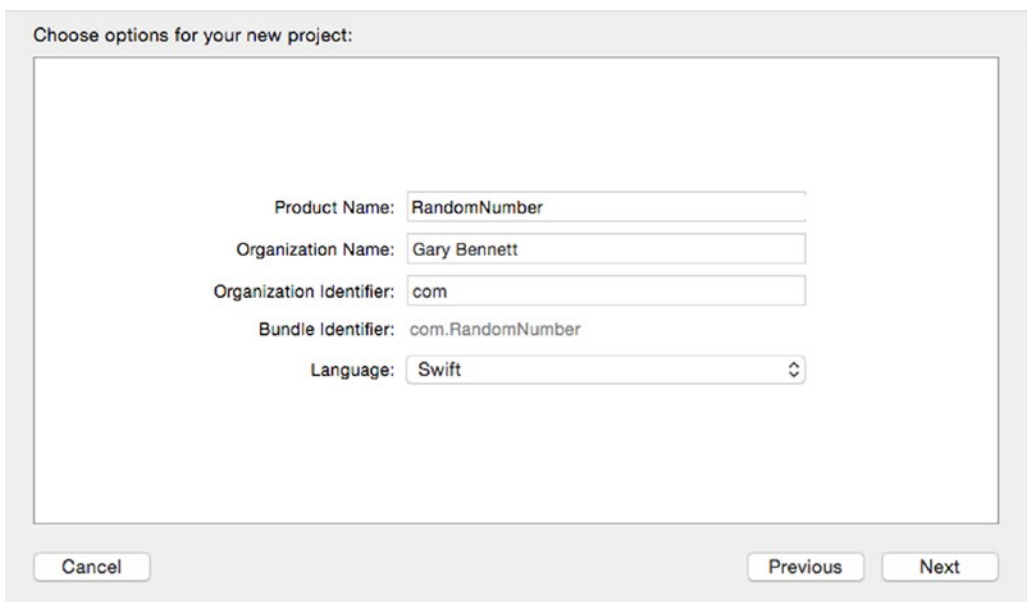 Choose options for your new project:
Product Name: RandomNumber
Organization Name: Gary Bennett
Organization Identifier: com
Bundle Identifier: com.RandomNumber
Language: Swift
Cancel Previous Next